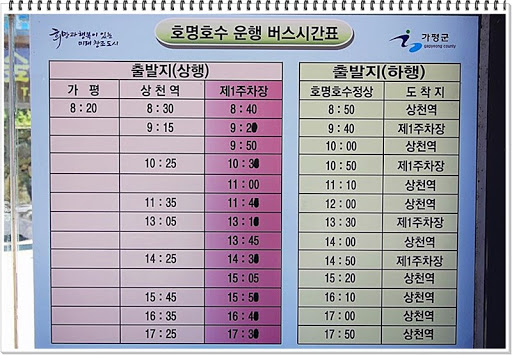 희망과 행복이 있는
미래 창조도시
호명호수 운행 버스시간표
가평군
gapyeong county
출발지(상행)
가 평 상천역 제1주차장
8:20 8:30 8:40
9:15 9:20
9:50
10:25 10:30
11:00
11:35 11:40
13:05 13:10
13:45
14:25 14:30
15:05
15:45 15:50
16:35 16:40
17:25 17:30
출발지(하행)
호명호수정상 도착지
8:50 상천역
9:40 제1주차장
10:00 상천역
10:50 제1주차장
11:10 상천역
12:00 상천역
13:30 제1주차장
14:00 상천역
14:50 제1주차장
15:20 상천역
16:10 상천역
17:00 상천역
17:50 상천역